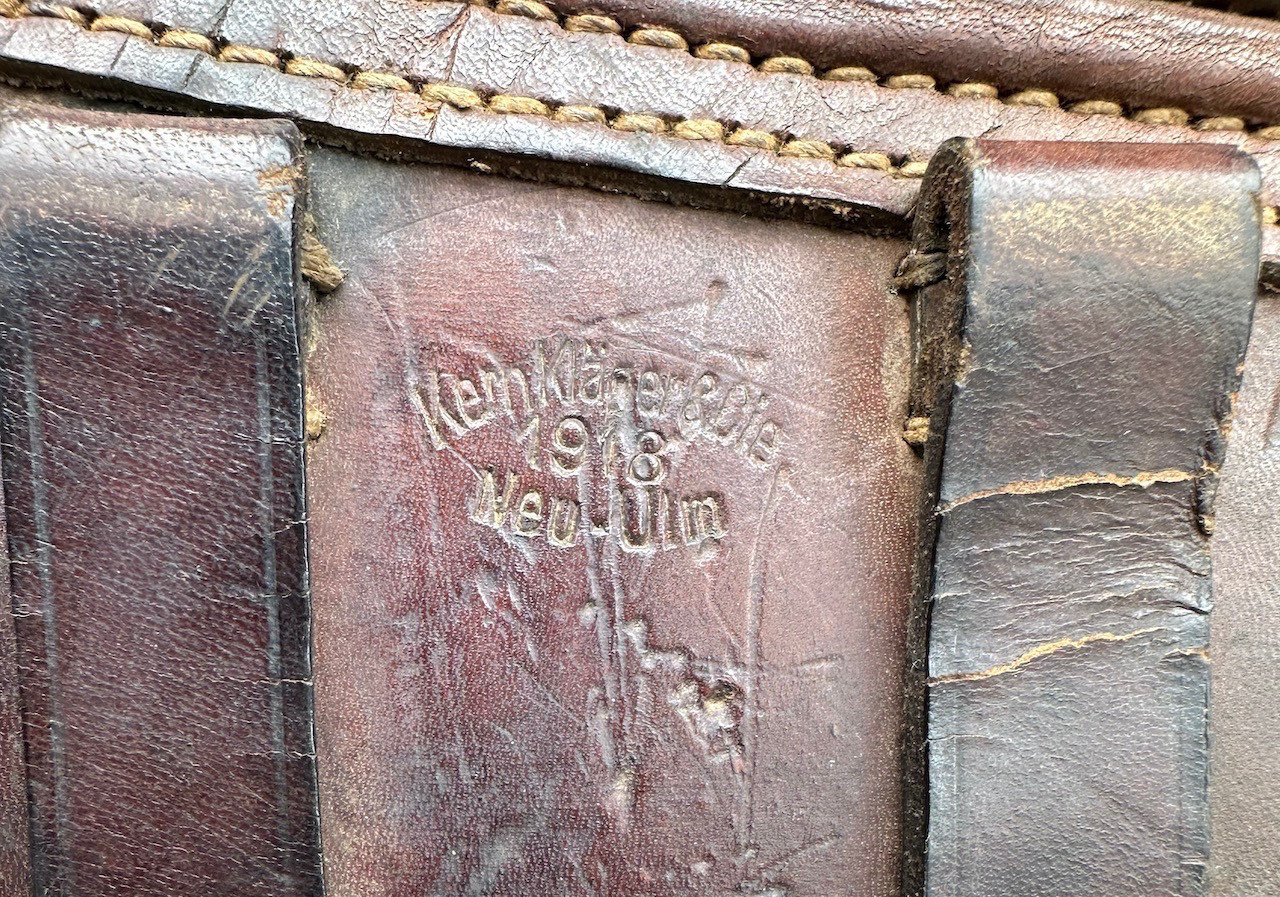 Kern Kläger & Cie.
1918.
Neu-Ulm